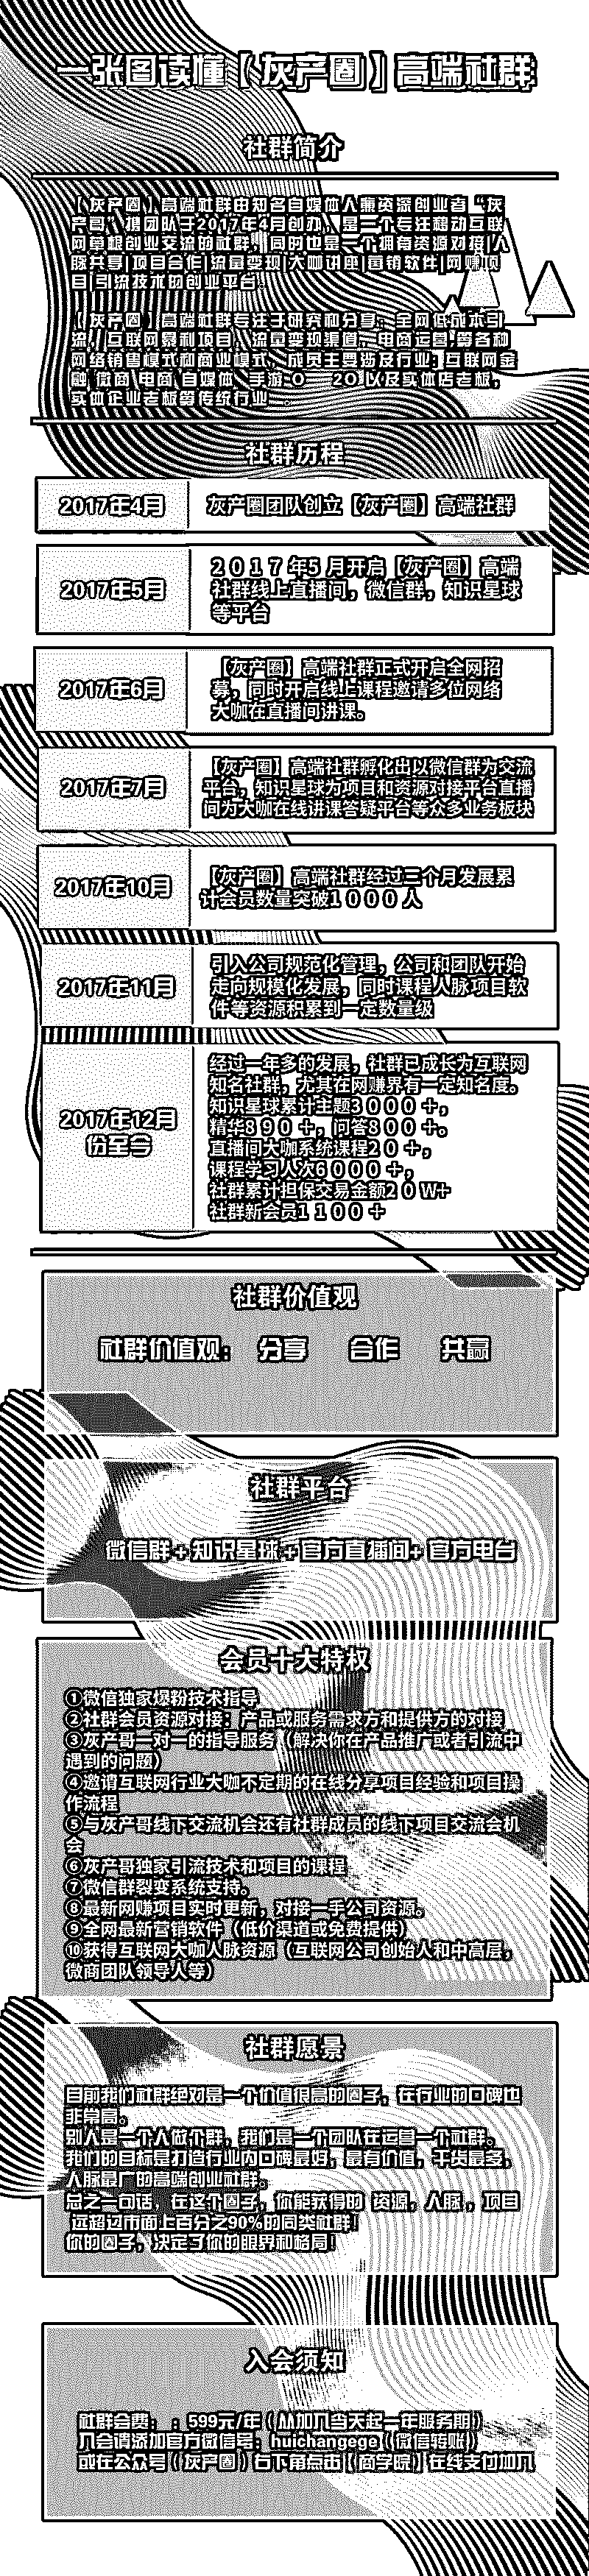 一张图读懂【灰产圈】高端社群
社群简介
【灰产圈】高端社群由知名自媒体人兼资深创业者“灰
产哥”携团队于2017年4月创办，是一个专注移动互联
网草根创业交流的社群，同时也是一个拥有资源对接|人
脉共享|项目合作|流量变现|大咖讲座|营销软件|网赚项
目|引流技术的创业平台。
【灰产圈】高端社群专注于研究和分享：全网低成本引
流，互联网暴利项目，流量变现渠道，电商运营，等各种
网络销售模式和商业模式，成员主要涉及行业：互联网金
融 微商 自媒体 手游 O 2O 以及实体店老板，
实体企业老板等传统行业 。
社群历程
2017年4月
灰产圈团队创立【灰产圈】高端社群
2017年5月
２０１７年5 月开启【灰产圈】高端
社群线上直播间，微信群，知识星球
等平台
2017年6月
【灰产圈】高端社群正式开启全网招
募，同时开启线上课程邀请多位网络
大咖在直播间讲课。
2017年7月
【灰产圈】高端社群孵化出以微信群为交流
平台，知识星球为项目和资源对接平台直播
间为大咖在线讲课答疑平台等众多业务板块
2017年10月
【灰产圈】高端社群经过三个月发展累
计会员数量突破1０００人
2017年11月
引入公司规范化管理，公司和团队开始
走向规模化发展，同时课程人脉项目软
件等资源积累到一定数量级
2017年12月
份至今
经过一年多的发展，社群已成长为互联网
知名社群，尤其在网赚界有一定知名度。
知识星球累计主题3０００＋，
精华8９０＋，问答8００＋。
直播间大咖系统课程2０＋，
课程学习人次6０００＋，
社群累计担保交易金额2０W+
社群新会员1１００＋
社群价值观
社群价值观： 分享 合作 共赢
社群平台
微信群+知识星球+官方直播间+官方电台
会员十大特权
①微信独家爆粉技术指导
②社群会员资源对接：产品或服务需求方和提供方的对接
③灰产哥一对一的指导服务（解决你在产品推广或者引流中
遇到的问题）
④邀请互联网行业大咖不定期的在线分享项目经验和项目操
作流程
⑤与灰产哥线下交流机会还有社群成员的线下项目交流会机
会
⑥灰产哥独家引流技术和项目的课程
⑦微信群裂变系统支持。
⑧最新网赚项目实时更新，对接一手公司资源。
⑨全网最新营销软件（低价渠道或免费提供）
⑩获得互联网大咖人脉资源（互联网公司创始人和中高层，
微商团队领导人等）
社群愿景
目前我们社群绝对是一个价值很高的圈子，在行业的口碑也
非常高。
别人是一个人做个群，我们是一个团队在运营一个社群。
我们的目标是打造行业内口碑最好，最有价值，干货最多，
人脉最广的高端创业社群。
总之一句话，在这个圈子，你能获得的 资源，人脉，项目
远超过市面上百分之90%的同类社群！
你的圈子，决定了你的眼界和格局！
入会须知
社群会费： ：599元/年（从加入当天起一年服务期）
入会请添加官方微信号：huichangege（微信转账）
或在公众号（灰产圈）右下角点击[（商学院）]在线支付加入